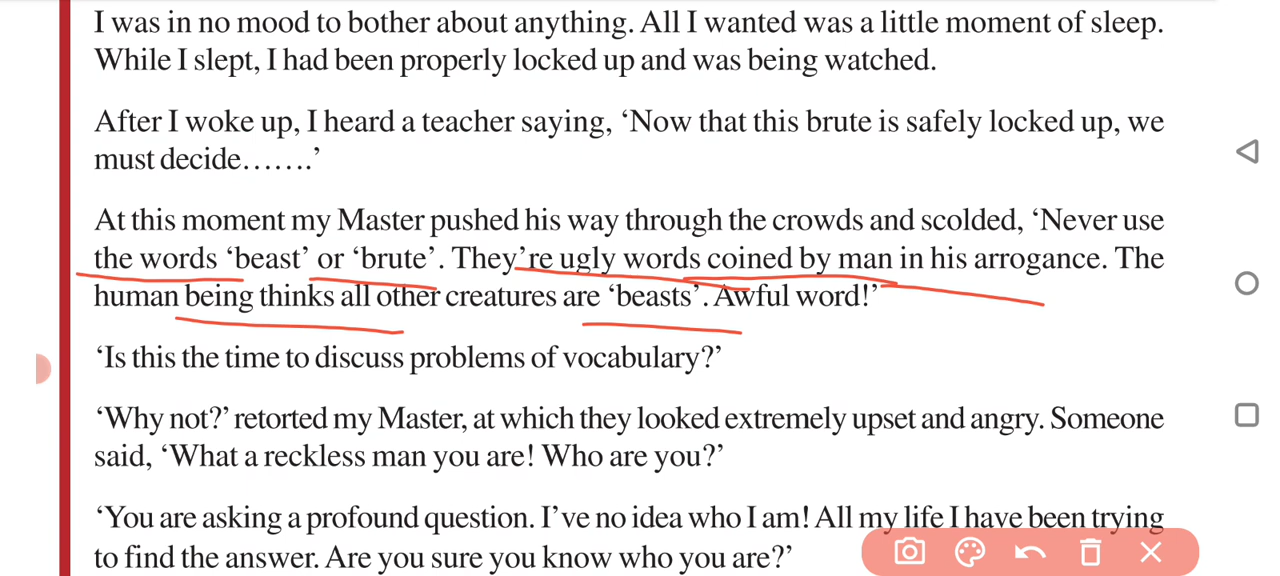 I was in no mood to bother about anything. All I wanted was a little moment of sleep.
While I slept, I had been properly locked up and was being watched.
After I woke up, I heard a teacher saying, ‘Now that this brute is safely locked up, we
must decide…….’
At this moment my Master pushed his way through the crowds and scolded, ‘Never use
the words ‘beast’ or ‘brute’. They’re ugly words coined by man in his arrogance. The
human being thinks all other creatures are ‘beasts’. Awful word!’
‘Is this the time to discuss problems of vocabulary?’
‘Why not?’ retorted my Master, at which they looked extremely upset and angry. Someone
said, ‘What a reckless man you are! Who are you?’
‘You are asking a profound question. I’ve no idea who I am! All my life I have been trying
to find the answer. Are you sure you know who you are?’